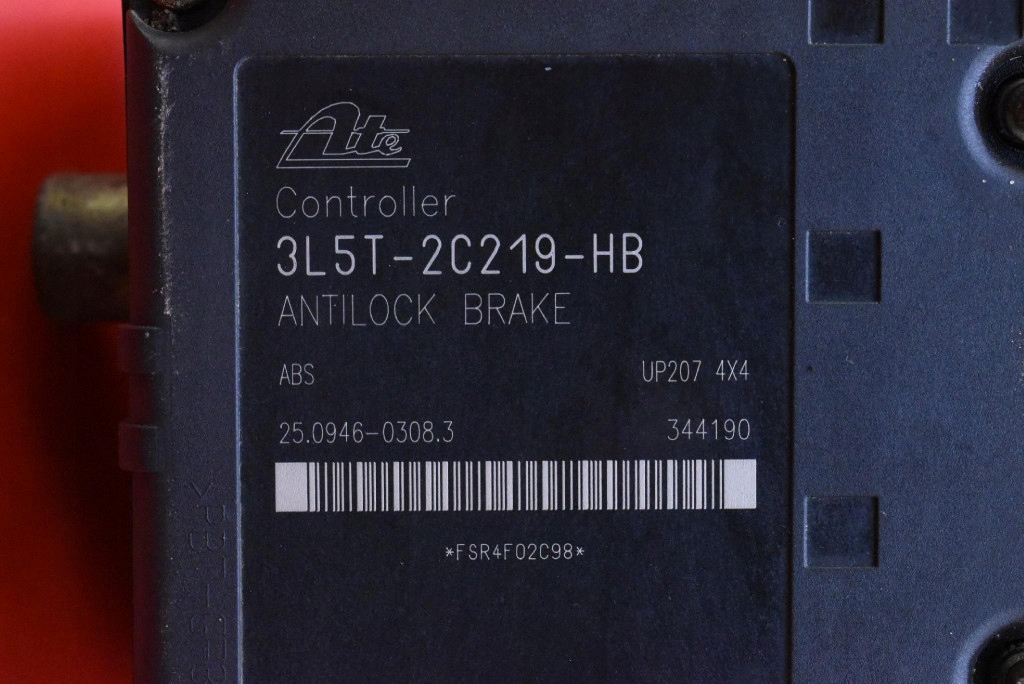 Ate
Controller
3L5T-2C219-HB
ANTILOCK BRAKE
ABS UP207 4X4
25.0946-0308.3 344190
*FSR4F02C98*